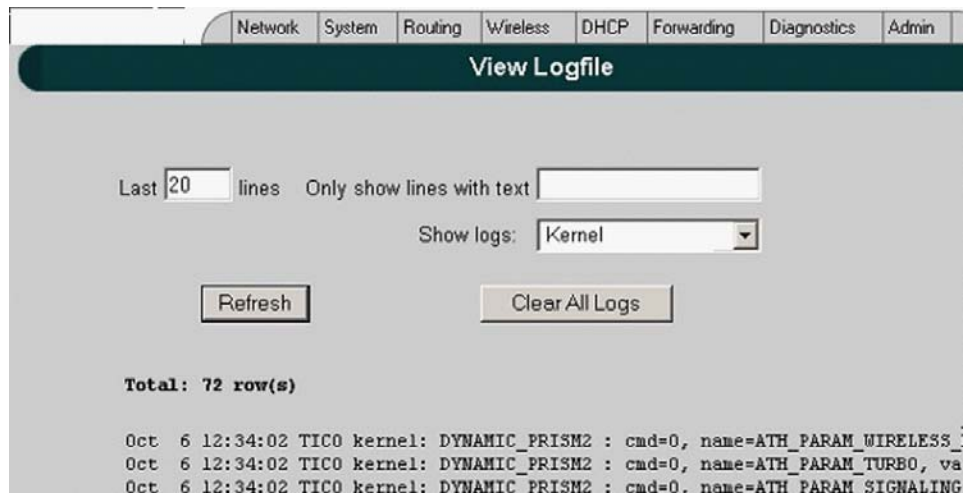 Network System Routing Wireless DHCP Forwarding Diagnostics Admin
View Logfile
Last 20 lines Only show lines with text
Show logs: Kernel
Refresh Clear All Logs
Total: 72 row(s)
Oct 6 12:34:02 TICO kernel: DYNAMIC_PRISM2 : cmd=0, name=ATH_PARAM_WIRELESS_
Oct 6 12:34:02 TICO kernel: DYNAMIC_PRISM2 : cmd=0, name=ATH_PARAM_TURBO, va
Oct 6 12:34:02 TICO kernel: DYNAMIC_PRISM2 : cmd=0, name=ATH_PARAM_SIGNALING